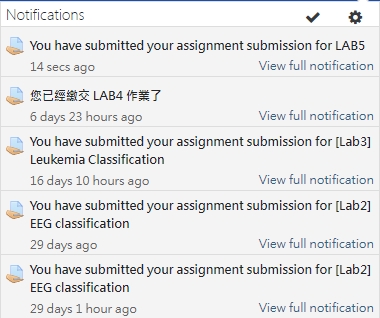 Notifications
You have submitted your assignment submission for LAB5
14 secs ago
View full notification
您已經繳交 LAB4 作業了
6 days 23 hours ago
View full notification
You have submitted your assignment submission for [Lab3]
Leukemia Classification
16 days 10 hours ago
View full notification
You have submitted your assignment submission for [Lab2]
EEG classification
29 days ago
View full notification
You have submitted your assignment submission for [Lab2]
EEG classification
29 days 1 hour ago
View full notification